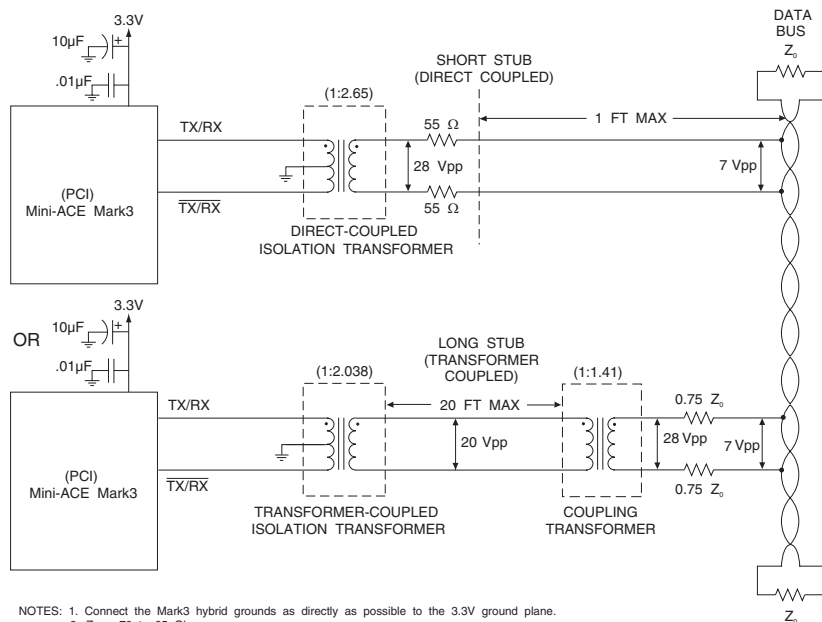 3.3V
10µF
+
.01µF
(PCI)
Mini-ACE Mark3
TX/RX
TX/RX
(1:2.65)
DIRECT-COUPLED
ISOLATION TRANSFORMER
28 Vpp
55 Ω
55 Ω
SHORT STUB
(DIRECT COUPLED)
1 FT MAX
7 Vpp
DATA
BUS
Z₀
OR
3.3V
10µF
+
.01µF
(PCI)
Mini-ACE Mark3
TX/RX
TX/RX
(1:2.038)
TRANSFORMER-COUPLED
ISOLATION TRANSFORMER
LONG STUB
(TRANSFORMER
COUPLED)
20 FT MAX
20 Vpp
(1:1.41)
COUPLING
TRANSFORMER
0.75 Z₀
28 Vpp
0.75 Z₀
7 Vpp
Z₀
NOTES: 1. Connect the Mark3 hybrid grounds as directly as possible to the 3.3V ground plane.